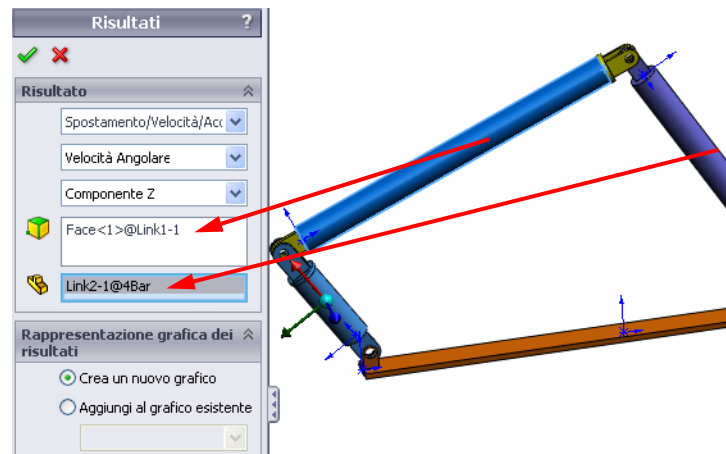 Risultati ?
Risultato
Spostamento/Velocità/Acc
Velocità Angolare
Componente Z
Face<1>@Link1-1
Link2-1@4Bar
Rappresentazione grafica dei
risultati
Crea un nuovo grafico
Aggiungi al grafico esistente